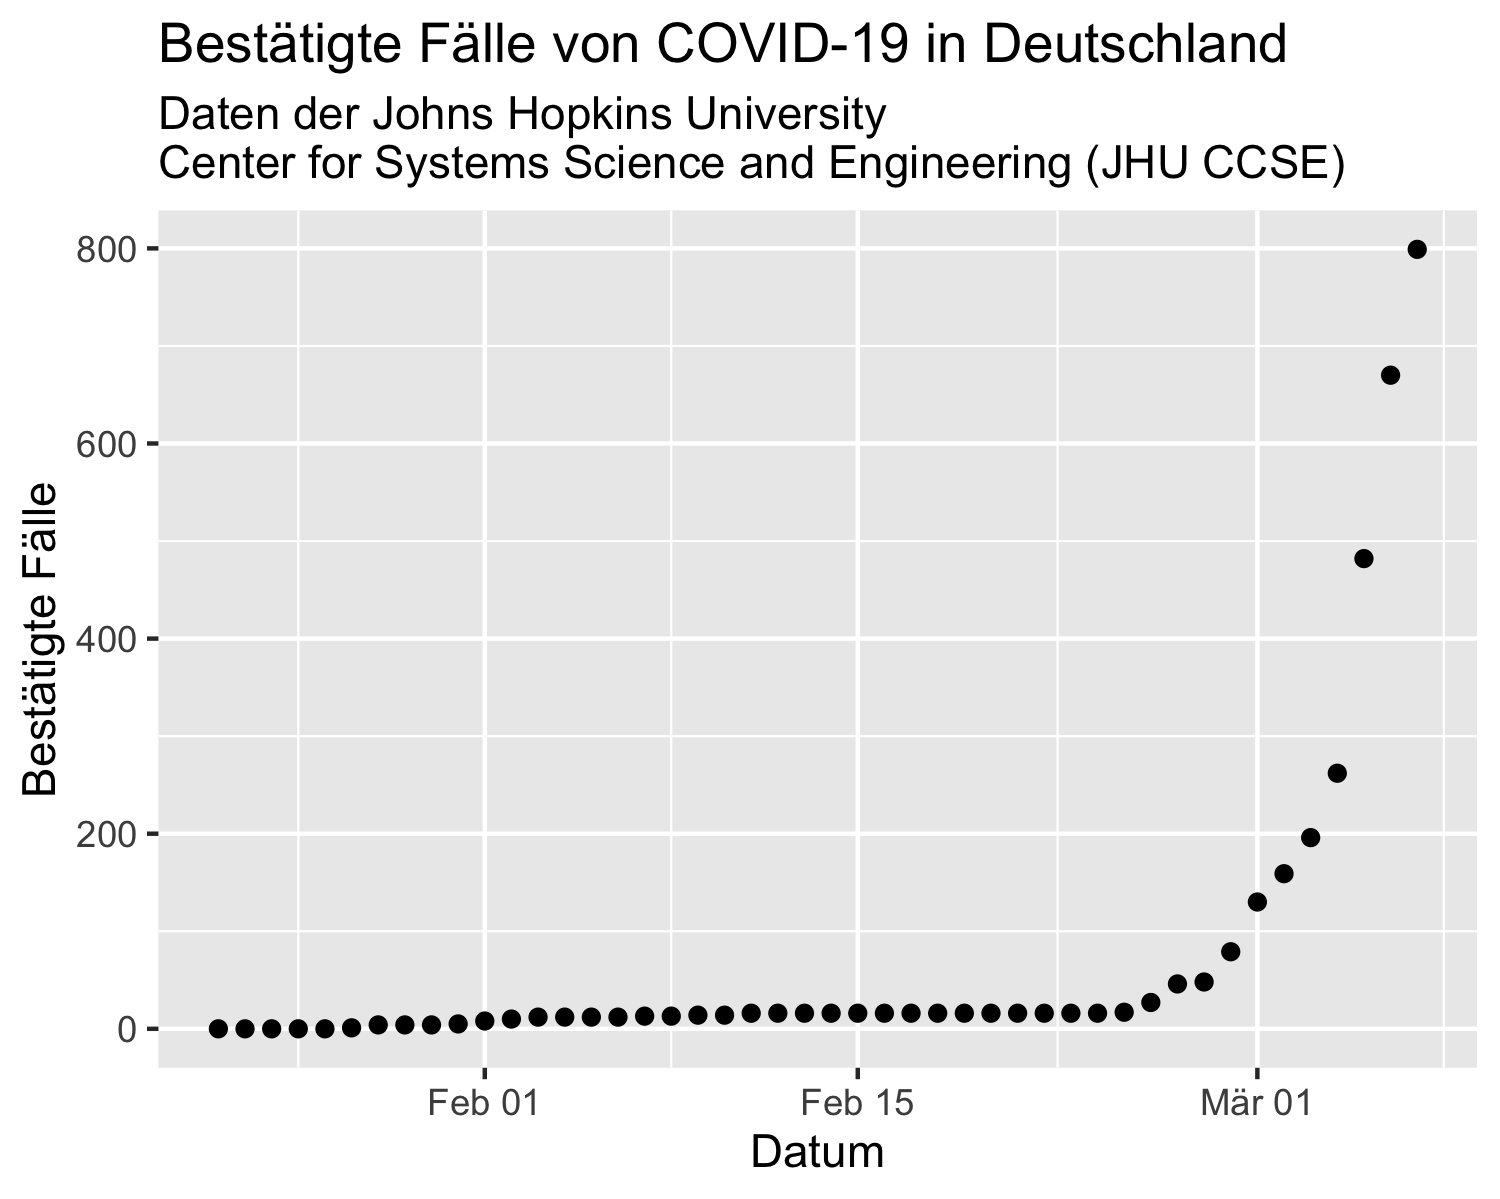 Bestätigte Fälle von COVID-19 in Deutschland
Daten der Johns Hopkins University
Center for Systems Science and Engineering (JHU CCSE)
Bestätigte Fälle
800
600
400
200
0
Feb 01
Feb 15
Mär 01
Datum